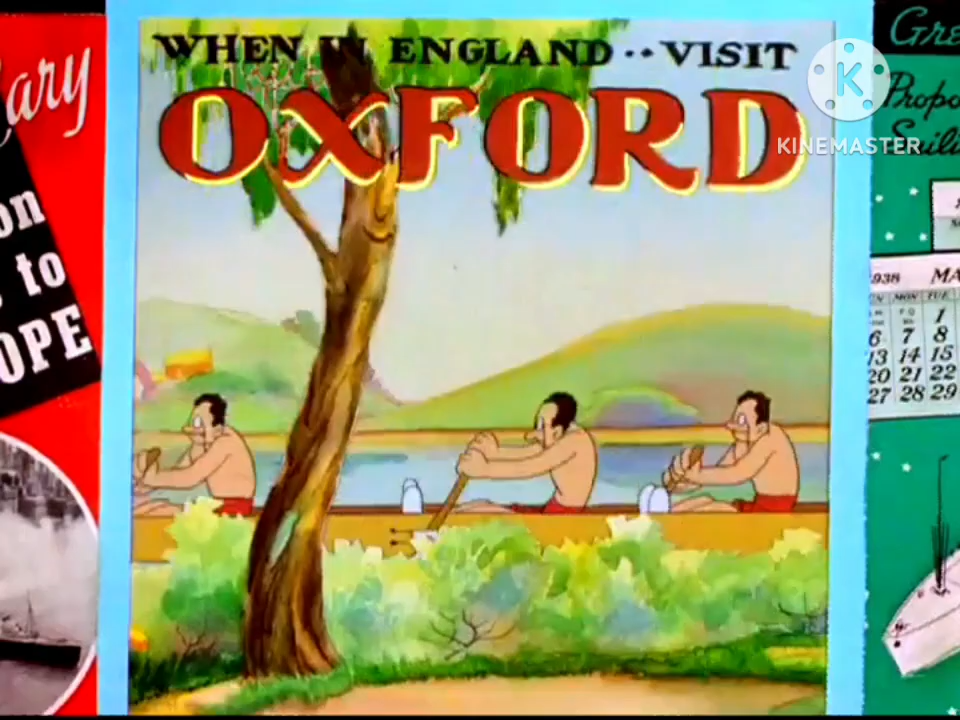 WHEN IN ENGLAND ·· VISIT
OXFORD
K
KINEMASTER
ary
on
to
OPE
Gre
Propo
Saili
1938 MA
MON TUE
1
6 7 8
13 14 15
20 21 22
27 28 29